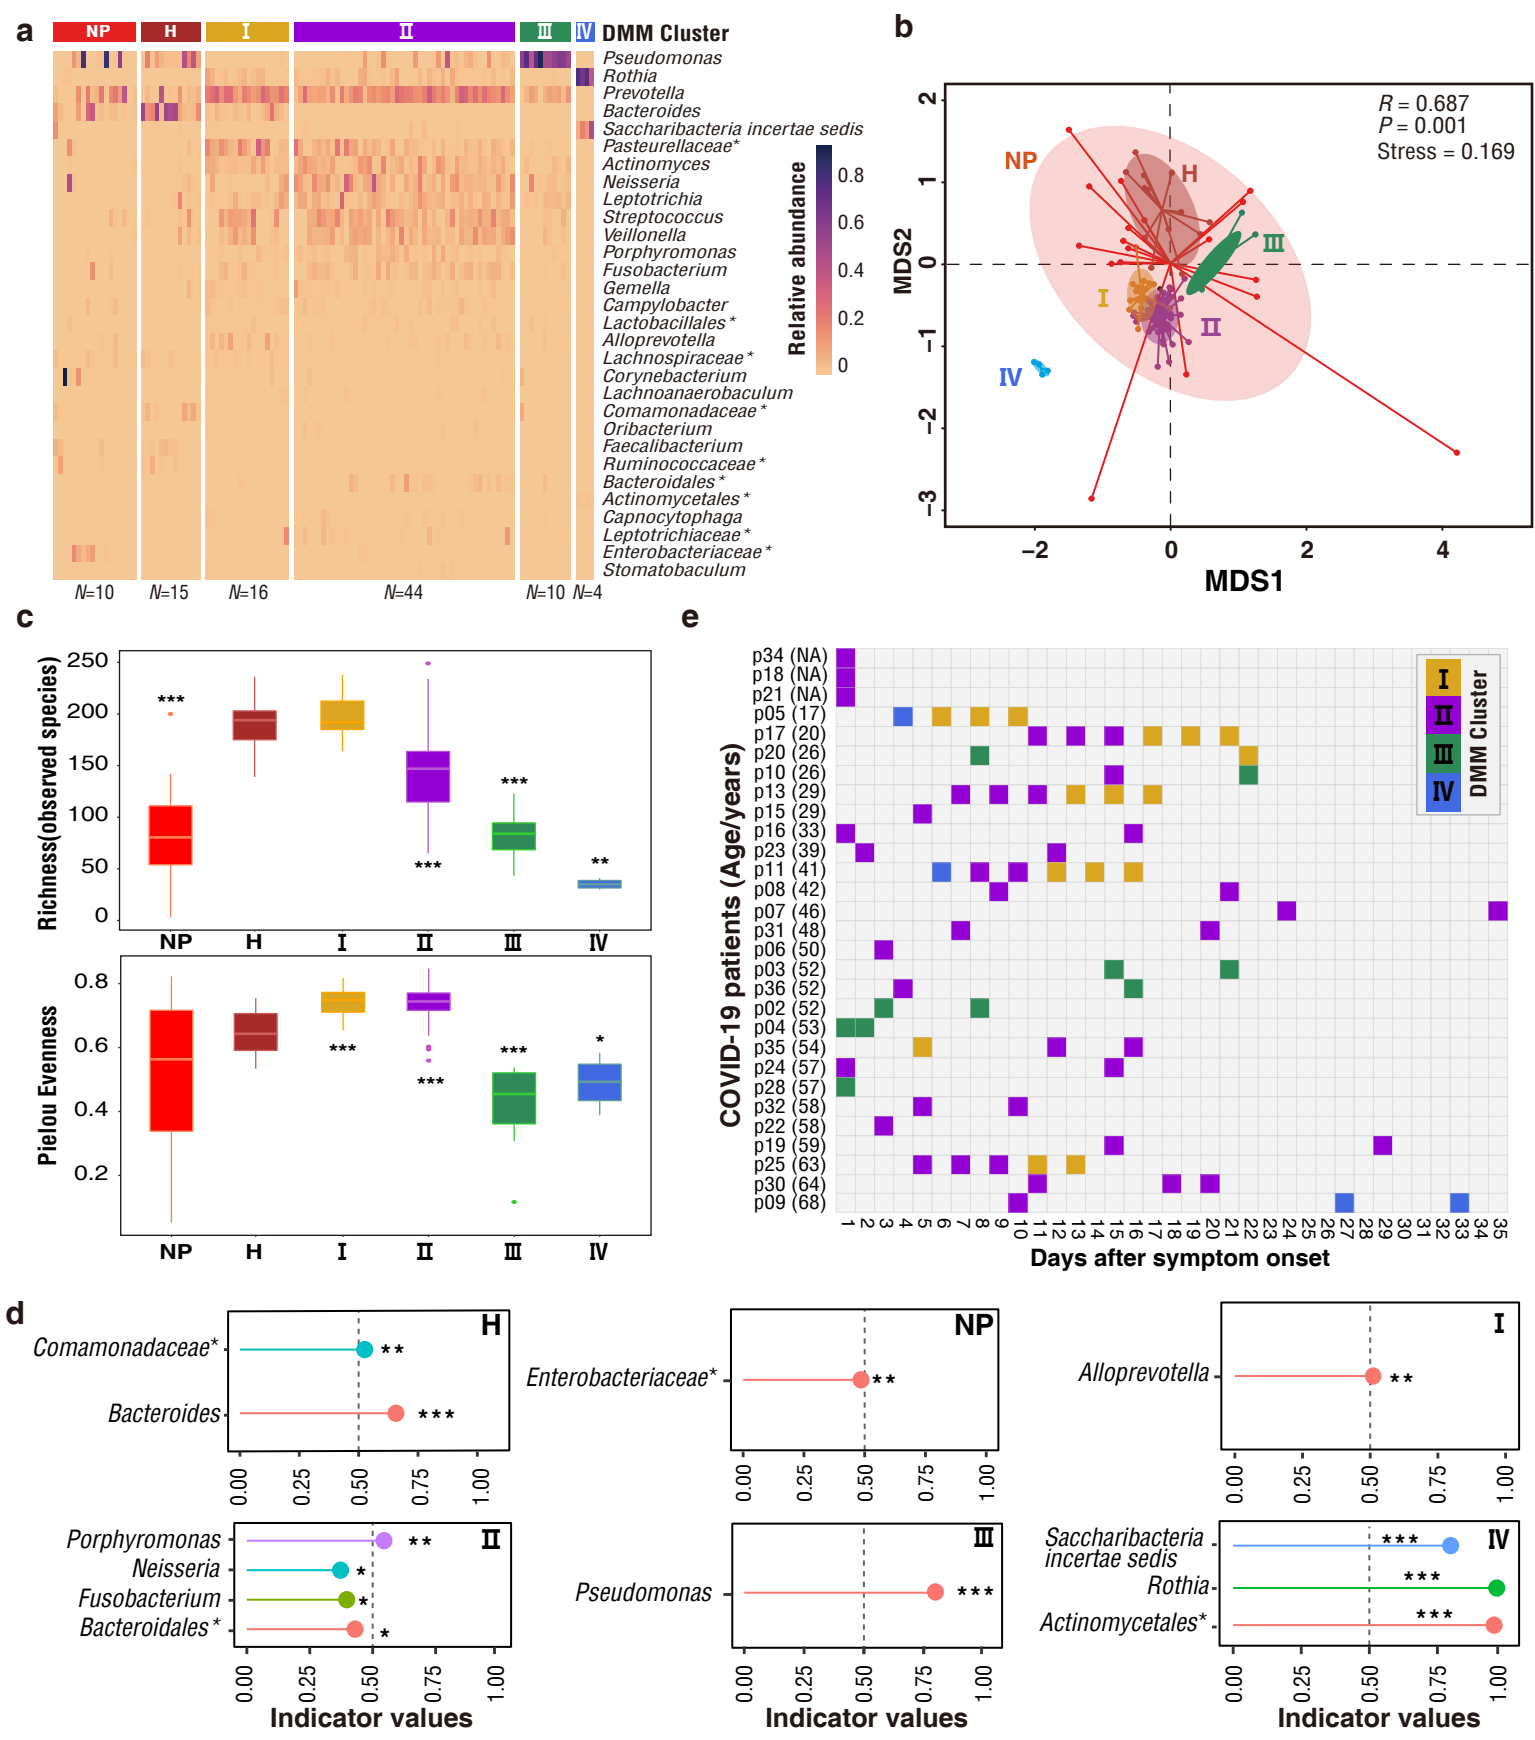 a
NP H I II III IV DMM Cluster
Pseudomonas
Rothia
Prevotella
Bacteroides
Saccharibacteria incertae sedis
Pasteurellaceae*
Actinomyces
Neisseria
Leptotrichia
Streptococcus
Veillonella
Porphyromonas
Fusobacterium
Gemella
Campylobacter
Lactobacillales*
Alloprevotella
Lachnospiraceae*
Corynebacterium
Lachnoanaerobaculum
Comamonadaceae*
Oribacterium
Faecalibacterium
Ruminococcaceae*
Bacteroidales*
Actinomycetales*
Capnocytophaga
Leptotrichiaceae*
Enterobacteriaceae*
Stomatobaculum
N=10 N=15 N=16 N=44 N=10 N=4
Relative abundance
0.8
0.6
0.4
0.2
0
b
R = 0.687
P = 0.001
Stress = 0.169
NP
H
III
I
II
IV
MDS2
2
1
0
−1
−2
−3
−2 0 2 4
MDS1
c
Richness(observed species)
250
200
150
100
50
0
***
***
***
**
NP H I II III IV
Pielou Evenness
0.8
0.6
0.4
0.2
***
***
***
*
NP H I II III IV
e
COVID-19 patients (Age/years)
p34 (NA)
p18 (NA)
p21 (NA)
p05 (17)
p17 (20)
p20 (26)
p10 (26)
p13 (29)
p15 (29)
p16 (33)
p23 (39)
p11 (41)
p08 (42)
p07 (46)
p31 (48)
p06 (50)
p03 (52)
p36 (52)
p02 (52)
p04 (53)
p35 (54)
p24 (57)
p28 (57)
p32 (58)
p22 (58)
p19 (59)
p25 (63)
p30 (64)
p09 (68)
I
II
III
IV
DMM Cluster
1 2 3 4 5 6 7 8 9 10 11 12 13 14 15 16 17 18 19 20 21 22 23 24 25 26 27 28 29 30 31 32 33 34 35
Days after symptom onset
d
H
Comamonadaceae* **
Bacteroides ***
0.00 0.25 0.50 0.75 1.00
NP
Enterobacteriaceae* **
0.00 0.25 0.50 0.75 1.00
I
Alloprevotella **
0.00 0.25 0.50 0.75 1.00
II
Porphyromonas **
Neisseria *
Fusobacterium *
Bacteroidales* *
0.00 0.25 0.50 0.75 1.00
Indicator values
III
Pseudomonas ***
0.00 0.25 0.50 0.75 1.00
Indicator values
IV
Saccharibacteria
incertae sedis ***
Rothia ***
Actinomycetales* ***
0.00 0.25 0.50 0.75 1.00
Indicator values